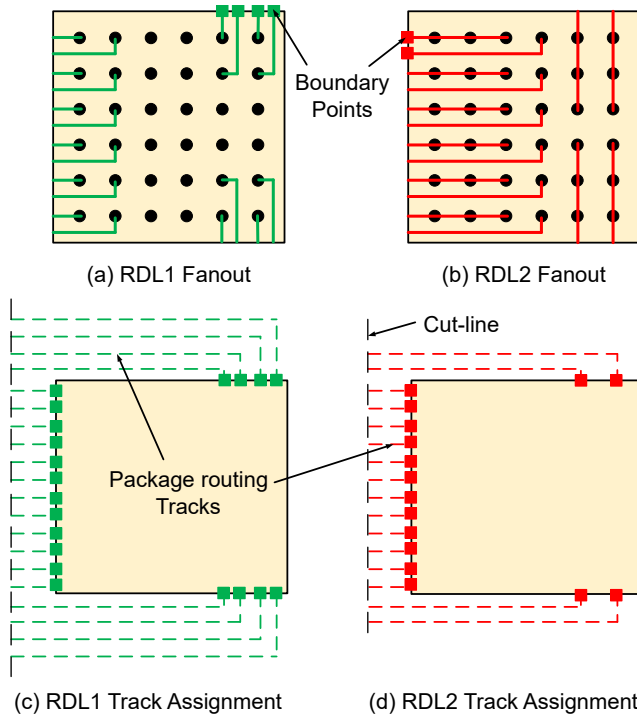 Boundary
Points
(a) RDL1 Fanout
(b) RDL2 Fanout
Cut-line
Package routing
Tracks
(c) RDL1 Track Assignment
(d) RDL2 Track Assignment